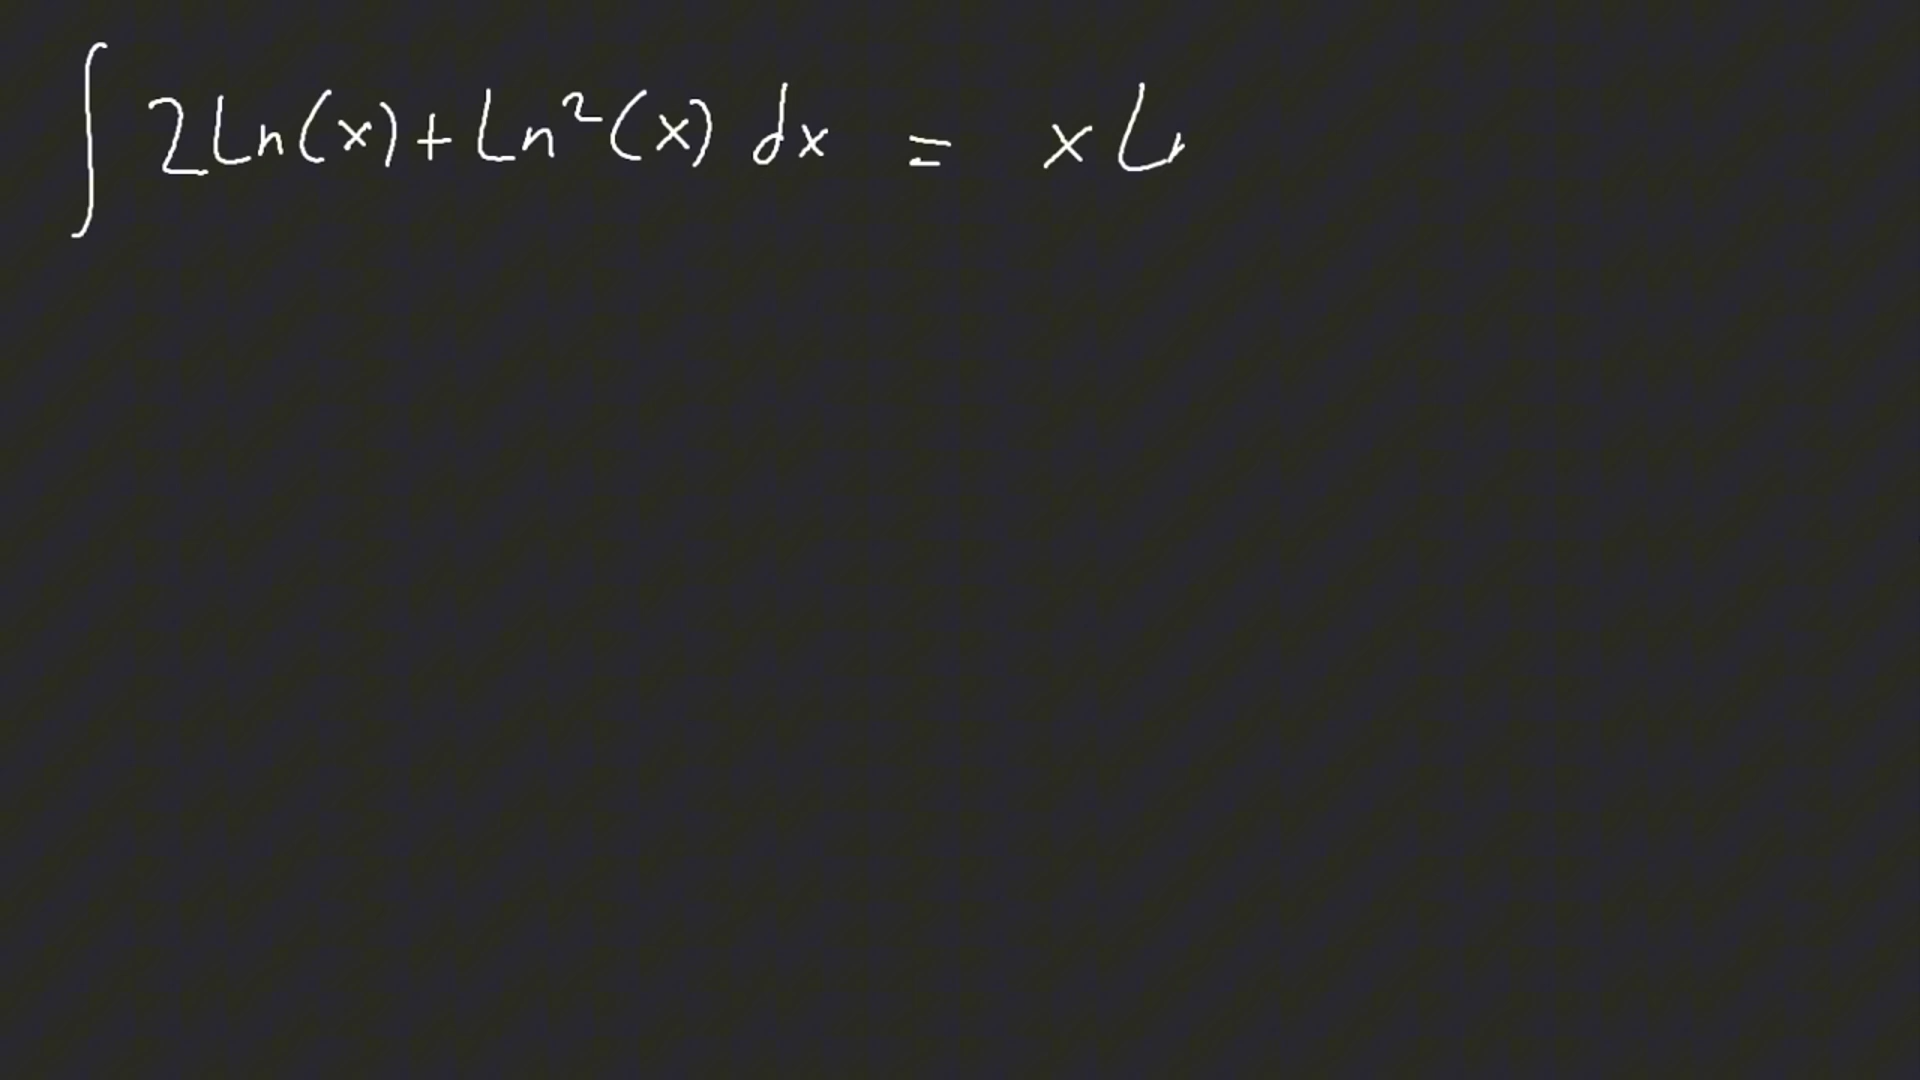 ∫ 2Ln(x)+Ln²(x) dx = x L